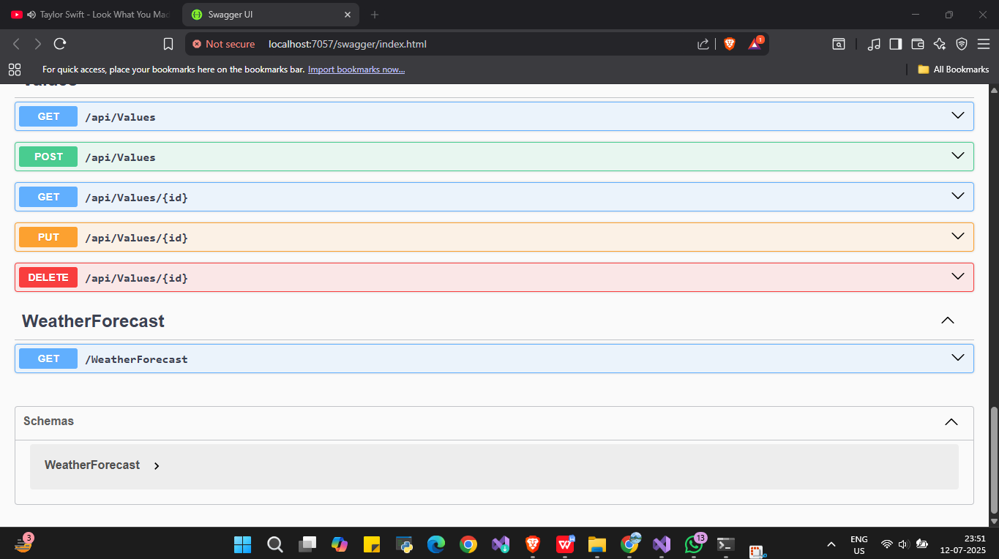 Taylor Swift - Look What You Mad
Swagger UI
Not secure localhost:7057/swagger/index.html
1
For quick access, place your bookmarks here on the bookmarks bar. Import bookmarks now...
All Bookmarks
Values
GET /api/Values
POST /api/Values
GET /api/Values/{id}
PUT /api/Values/{id}
DELETE /api/Values/{id}
WeatherForecast
GET /WeatherForecast
Schemas
WeatherForecast
3
W
13
ENG
US
23:51
12-07-2025